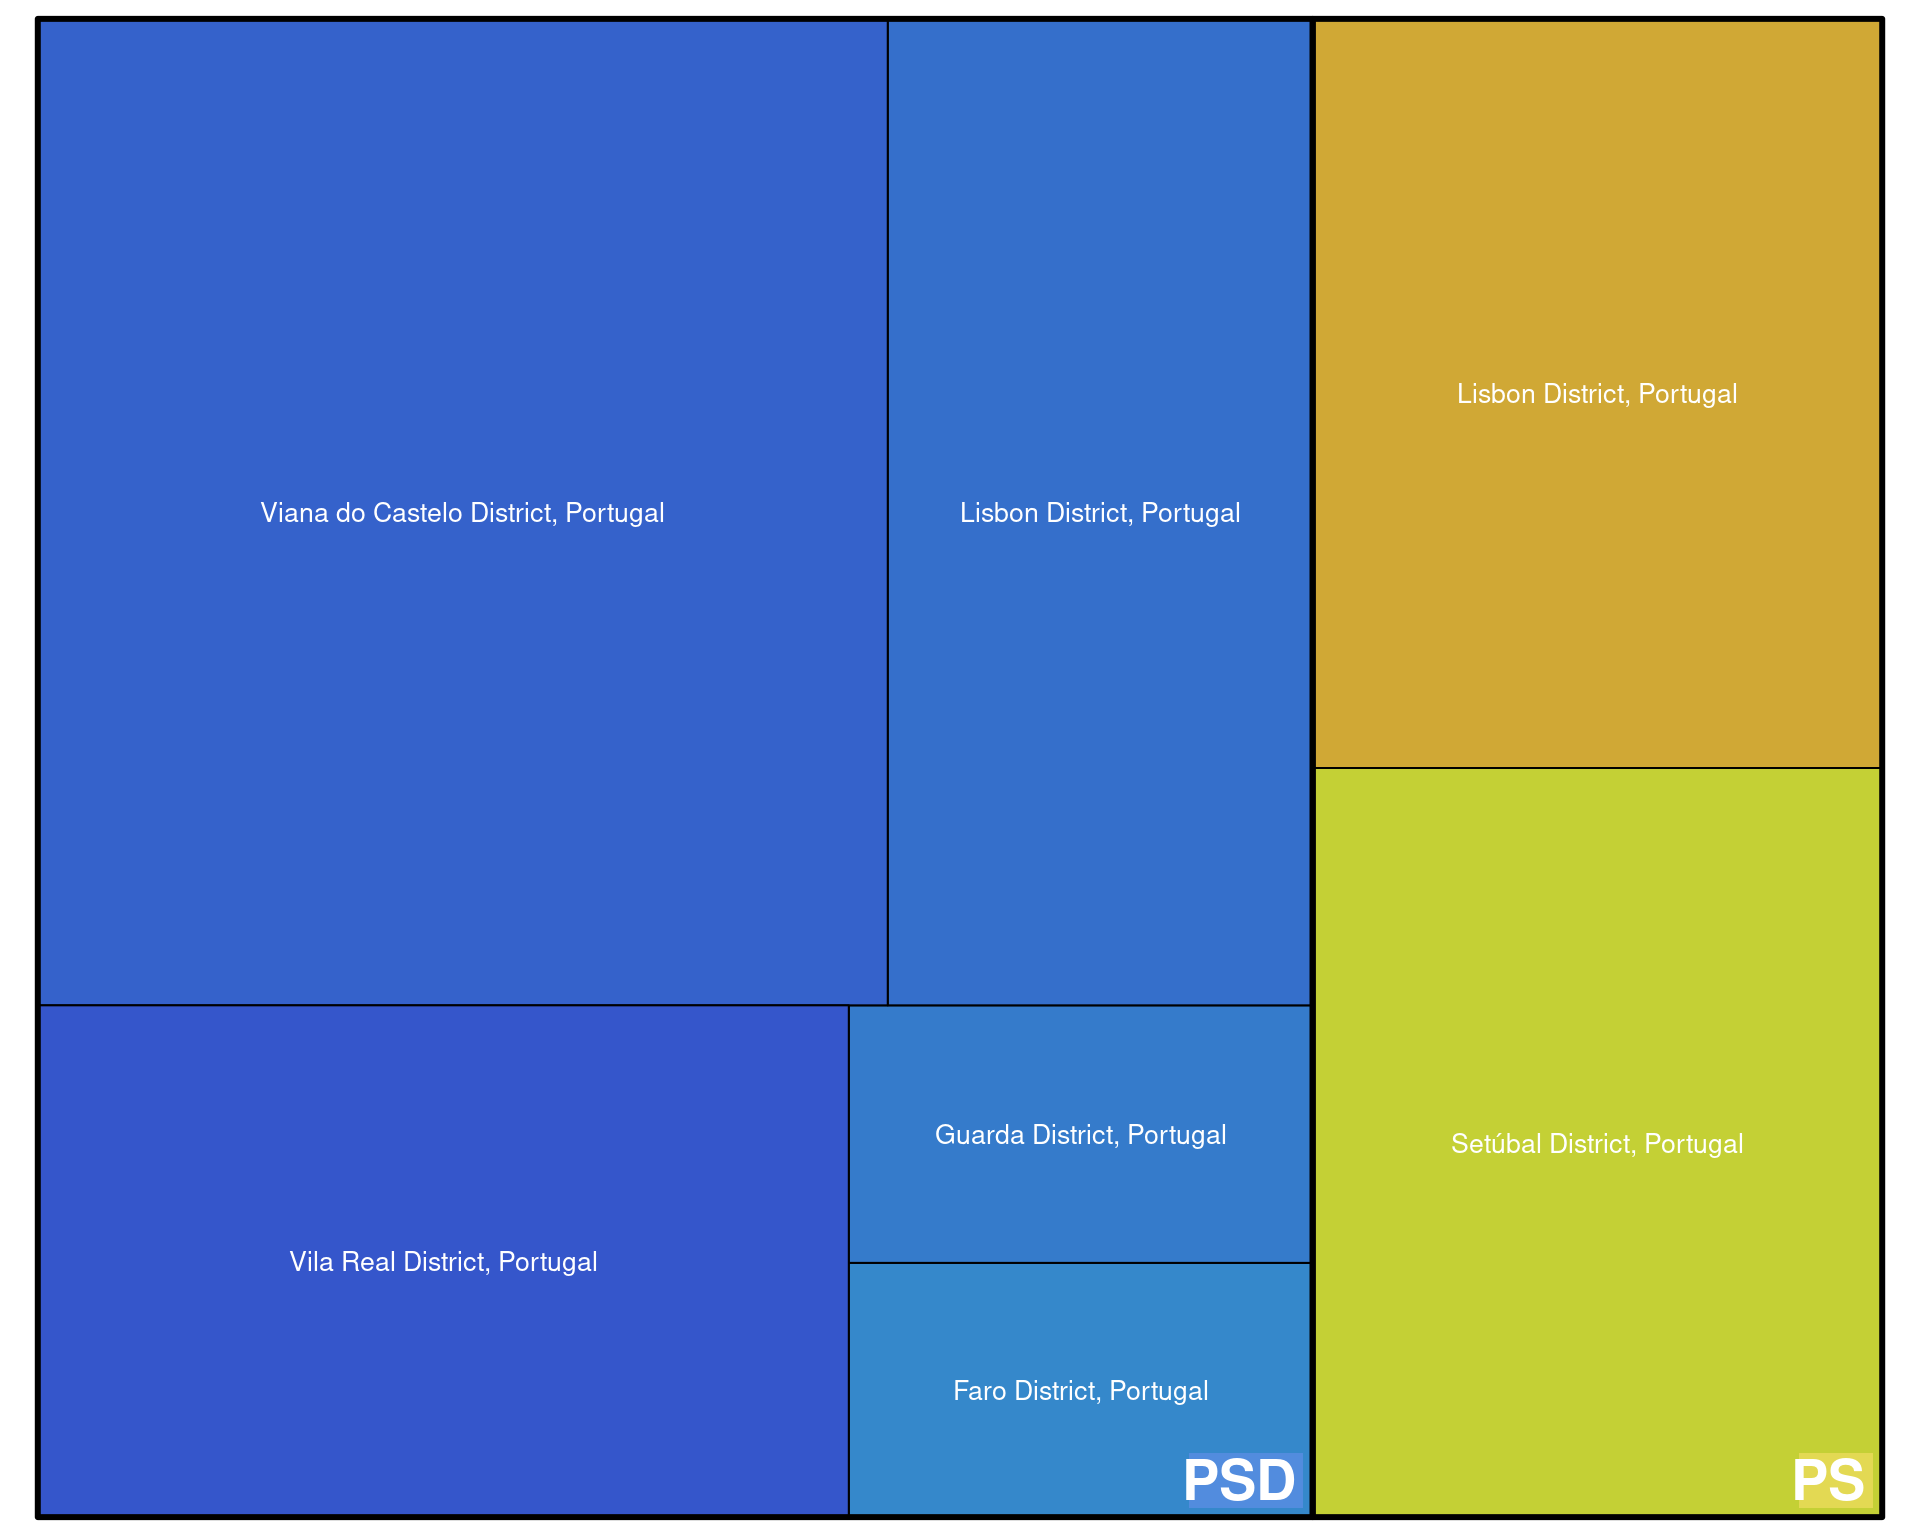 Viana do Castelo District, Portugal
Lisbon District, Portugal
Lisbon District, Portugal
Vila Real District, Portugal
Guarda District, Portugal
Setúbal District, Portugal
Faro District, Portugal
PSD
PS